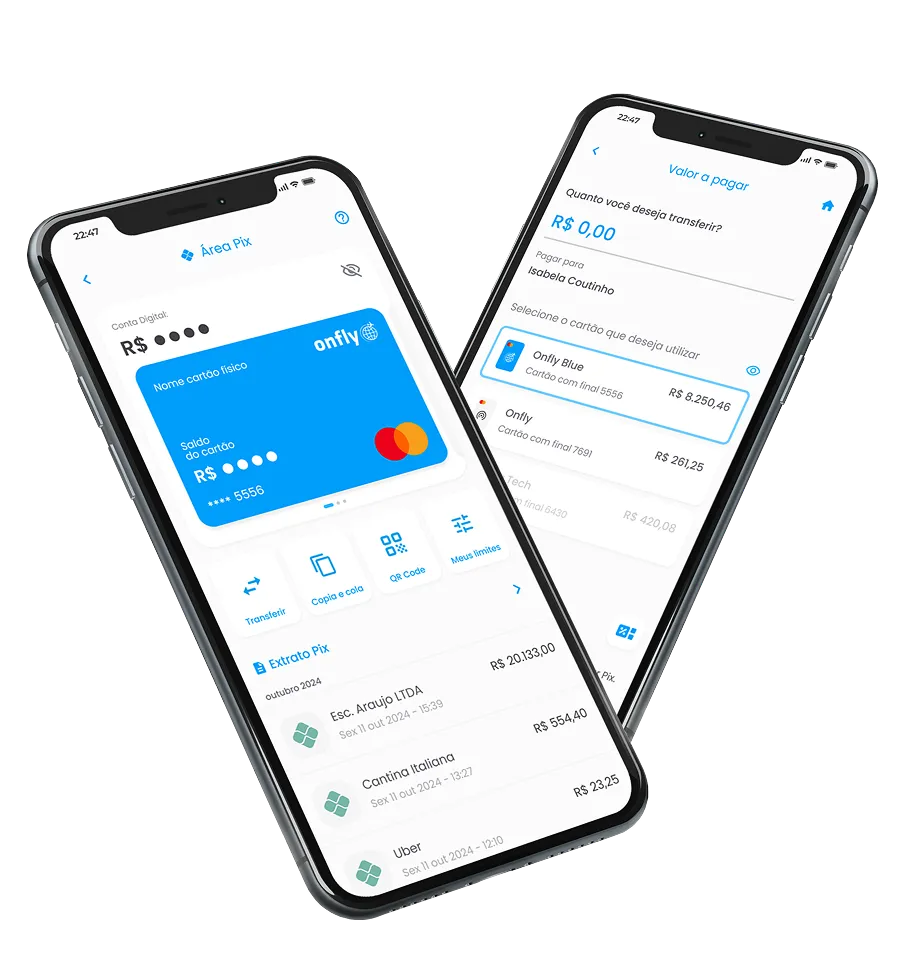 22:47
Área Pix
Conta Digital:
R$ ●●●●
onfly
Nome cartão físico
Saldo
do cartão
R$ ●●●●
**** 5556
Transferir
Copia e cola
QR Code
Meus limites
Extrato Pix
outubro 2024
Esc. Araujo LTDA
R$ 20.133,00
Sex 11 out 2024 - 15:39
Cantina Italiana
R$ 554,40
Sex 11 out 2024 - 13:27
Uber
R$ 23,25
Sex 11 out 2024 - 12:10
22:47
Valor a pagar
Quanto você deseja transferir?
R$ 0,00
Pagar para
Isabela Coutinho
Selecione o cartão que deseja utilizar
Onfly Blue
Cartão com final 5556
R$ 8.250,46
Onfly
Cartão com final 7691
R$ 261,25
Tech
final 6430
R$ 420,08
Pix.